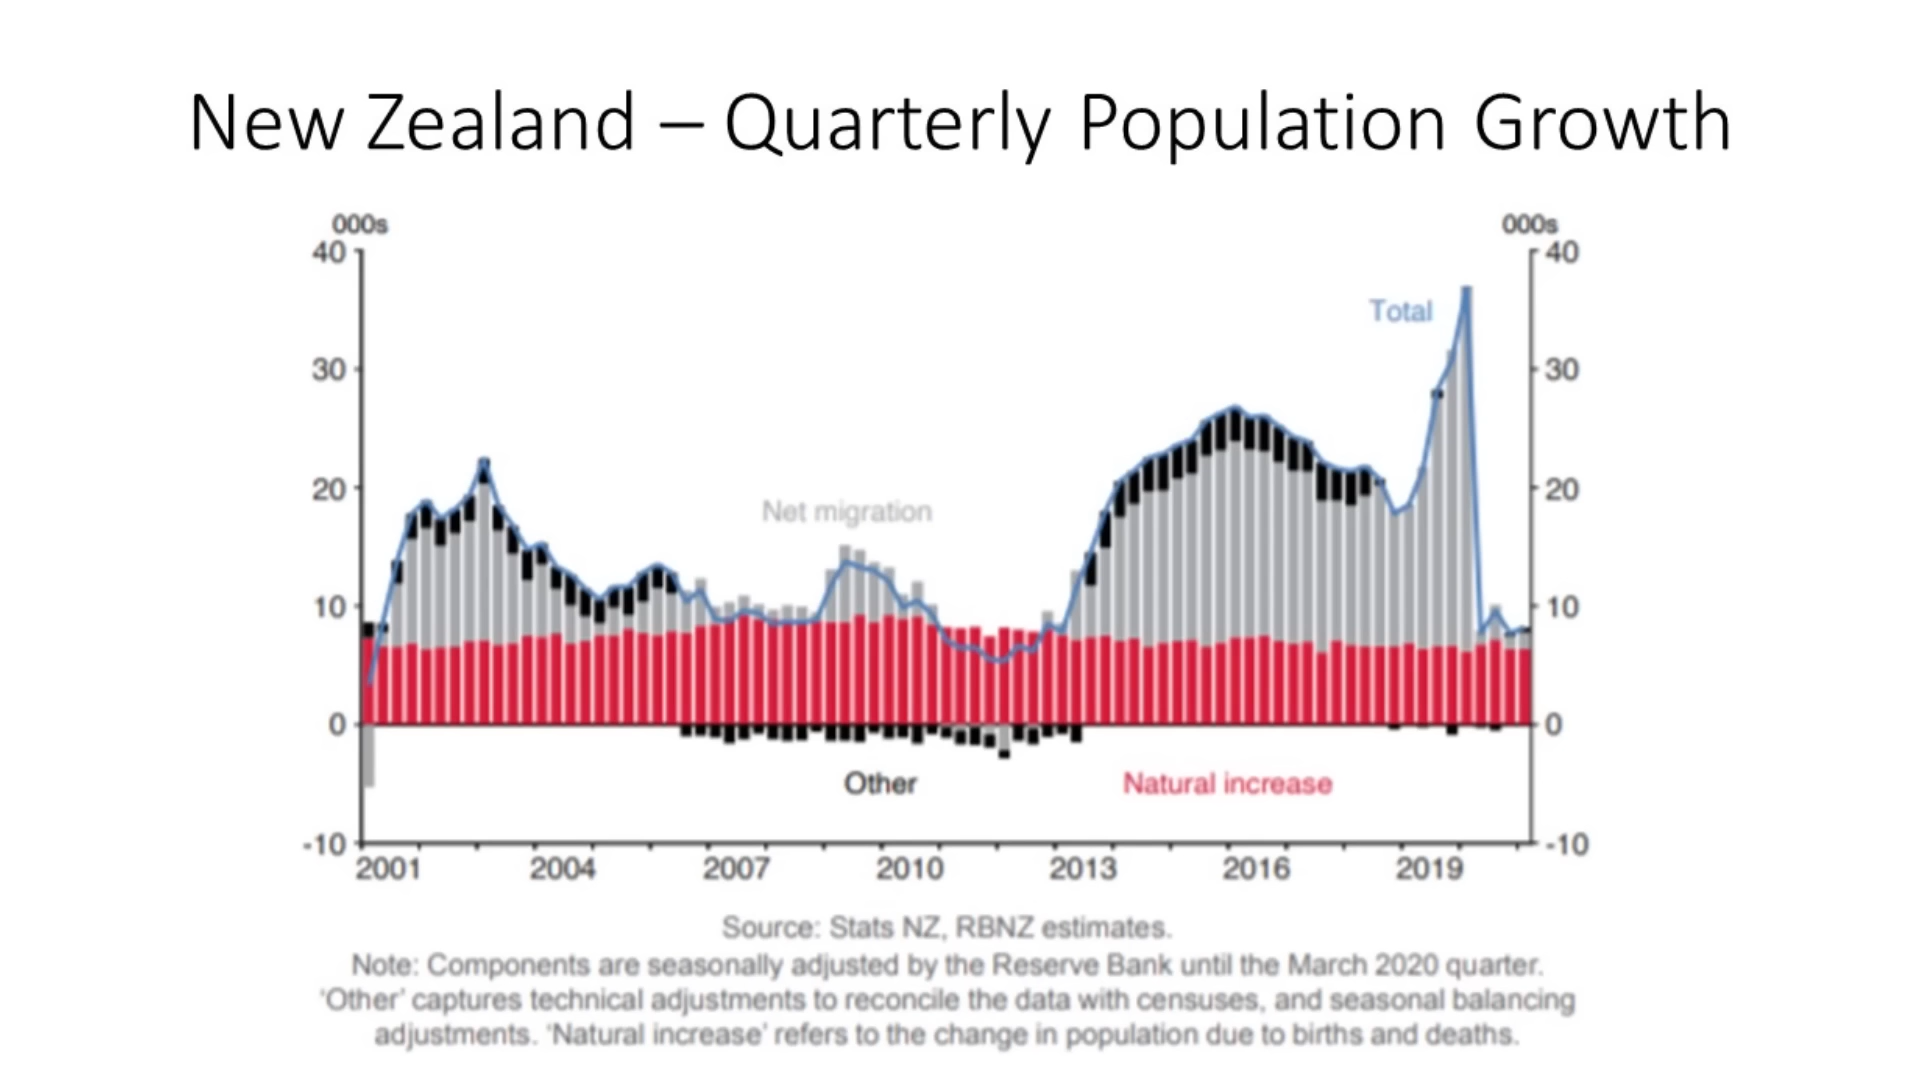 New Zealand – Quarterly Population Growth
000s
000s
40
40
Total
30
30
Net migration
20
20
10
10
0
0
Other
Natural increase
-10
-10
2001
2004
2007
2010
2013
2016
2019
Source: Stats NZ, RBNZ estimates.
Note: Components are seasonally adjusted by the Reserve Bank until the March 2020 quarter.
'Other' captures technical adjustments to reconcile the data with censuses, and seasonal balancing
adjustments. 'Natural increase' refers to the change in population due to births and deaths.